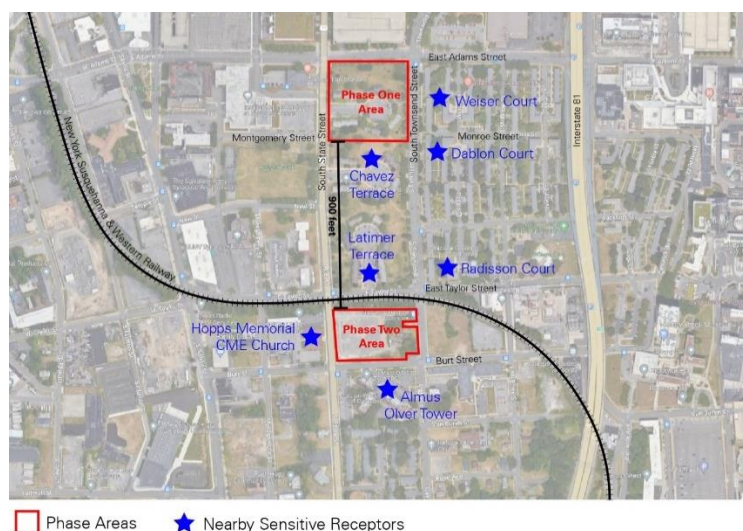 East Adams Street
Phase One
Area
South State Street
South Townsend Street
Weiser Court
Montgomery Street
Monroe Street
Dablon Court
Chavez
Terrace
Interstate 81
900 feet
New York Susquehanna & Western Railway
Latimer
Terrace
Radisson Court
East Taylor Street
Hopps Memorial
CME Church
Phase Two
Area
Burt Street
Almus
Olver Tower
Phase Areas
Nearby Sensitive Receptors